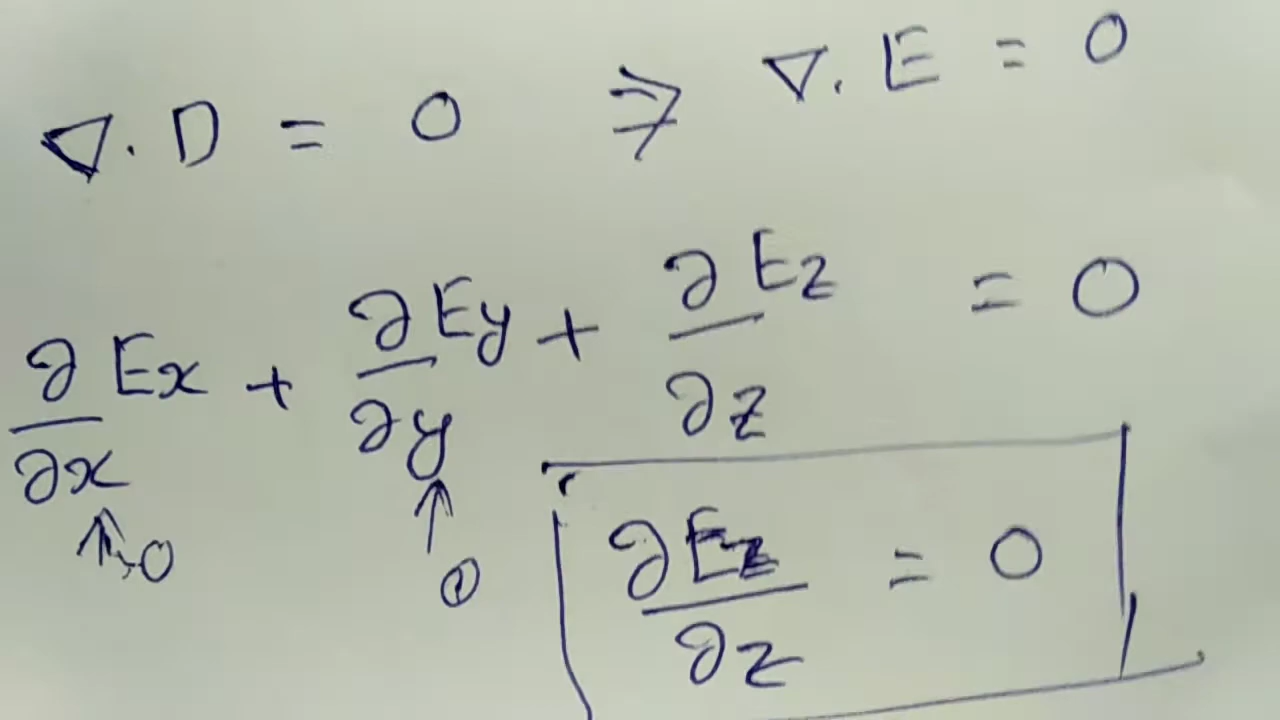 ∇. D = 0 ⇒ ∇. E = 0
∂/∂x Ex + ∂/∂y Ey + ∂/∂z Ez = 0
0 0
∂Ez/∂z = 0